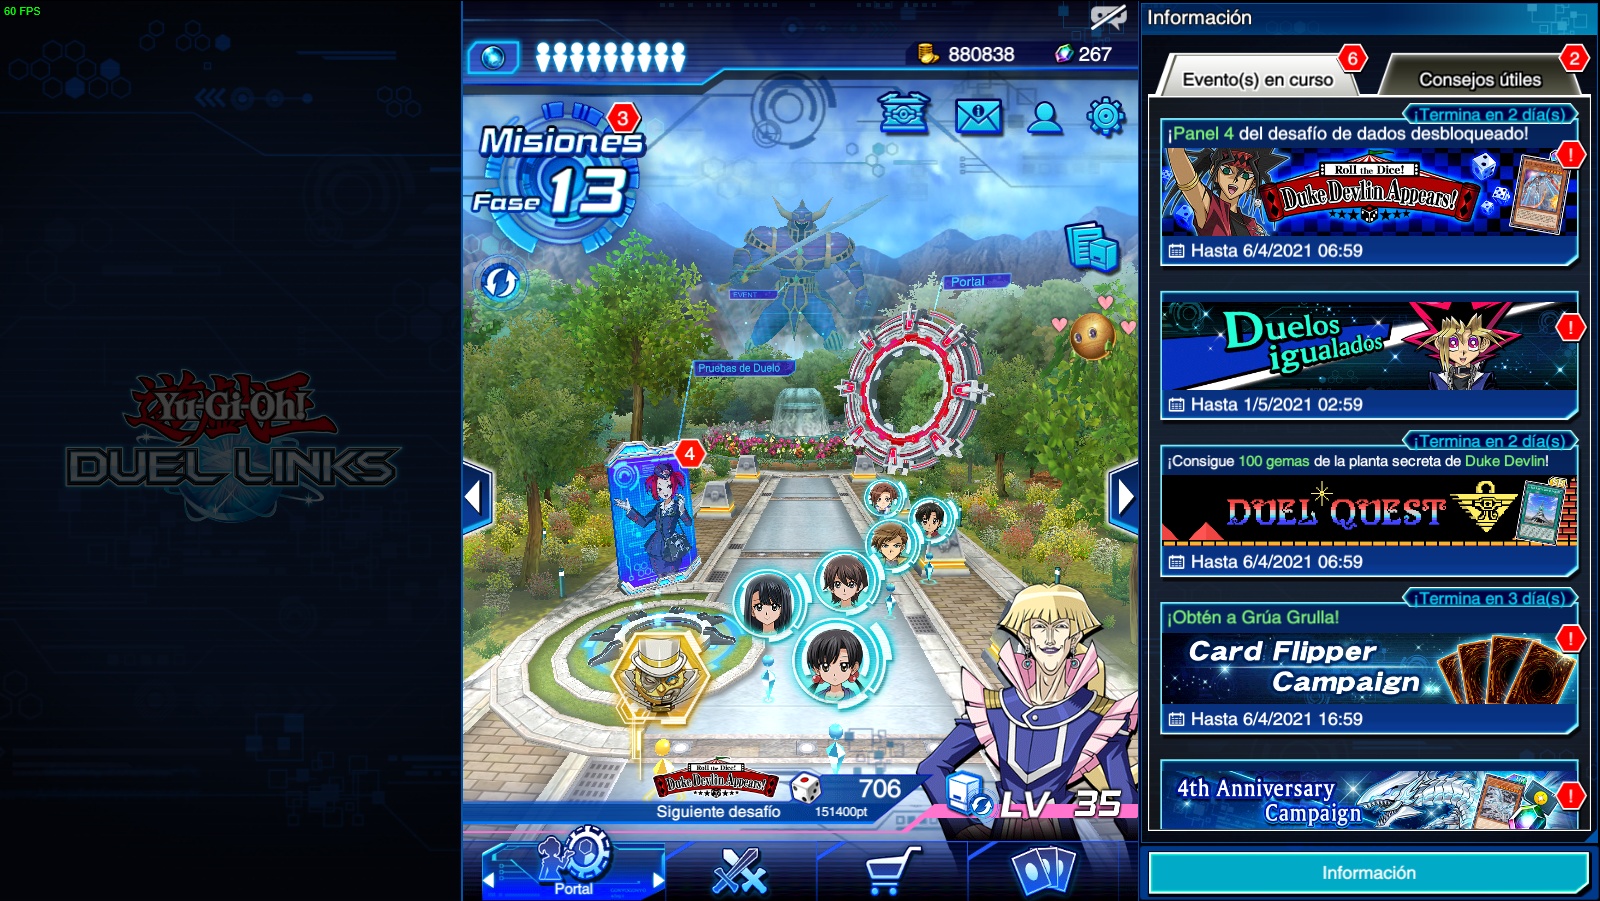 60 FPS
Yu-Gi-Oh!
DUEL LINKS
880838
267
3
Misiones
Fase 13
EVENT
Portal
Pruebas de Duelo
4
Roll the Dice!
Duke Devlin Appears!
706
Siguiente desafío
151400pt
LV 35
Portal
Información
Evento(s) en curso
6
Consejos útiles
2
¡Termina en 2 día(s)
¡Panel 4 del desafío de dados desbloqueado!
!
Roll the Dice!
Duke Devlin Appears!
Hasta 6/4/2021 06:59
Duelos
igualados
!
Hasta 1/5/2021 02:59
¡Termina en 2 día(s)
¡Consigue 100 gemas de la planta secreta de Duke Devlin!
DUEL QUEST
Hasta 6/4/2021 06:59
¡Termina en 3 día(s)
¡Obtén a Grúa Grulla!
!
Card Flipper
Campaign
Hasta 6/4/2021 16:59
4th Anniversary
Campaign
!
Información